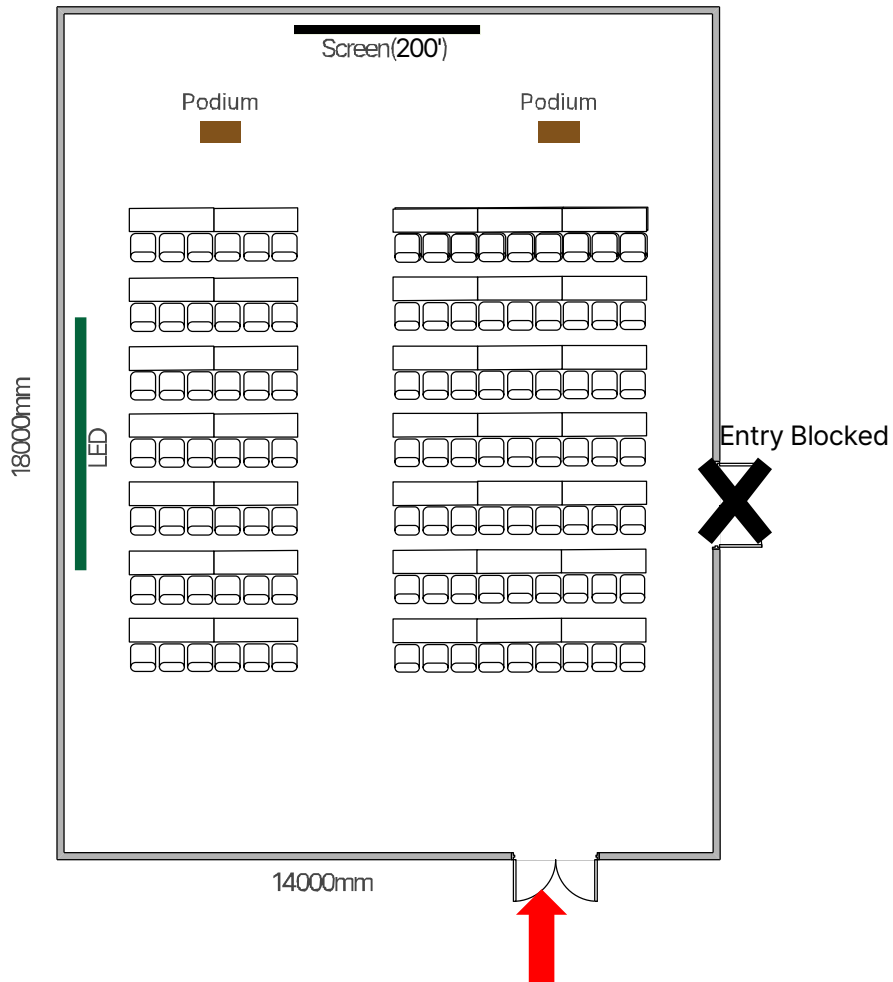 Screen(200')
Podium
Podium
18000mm
LED
Entry Blocked
14000mm